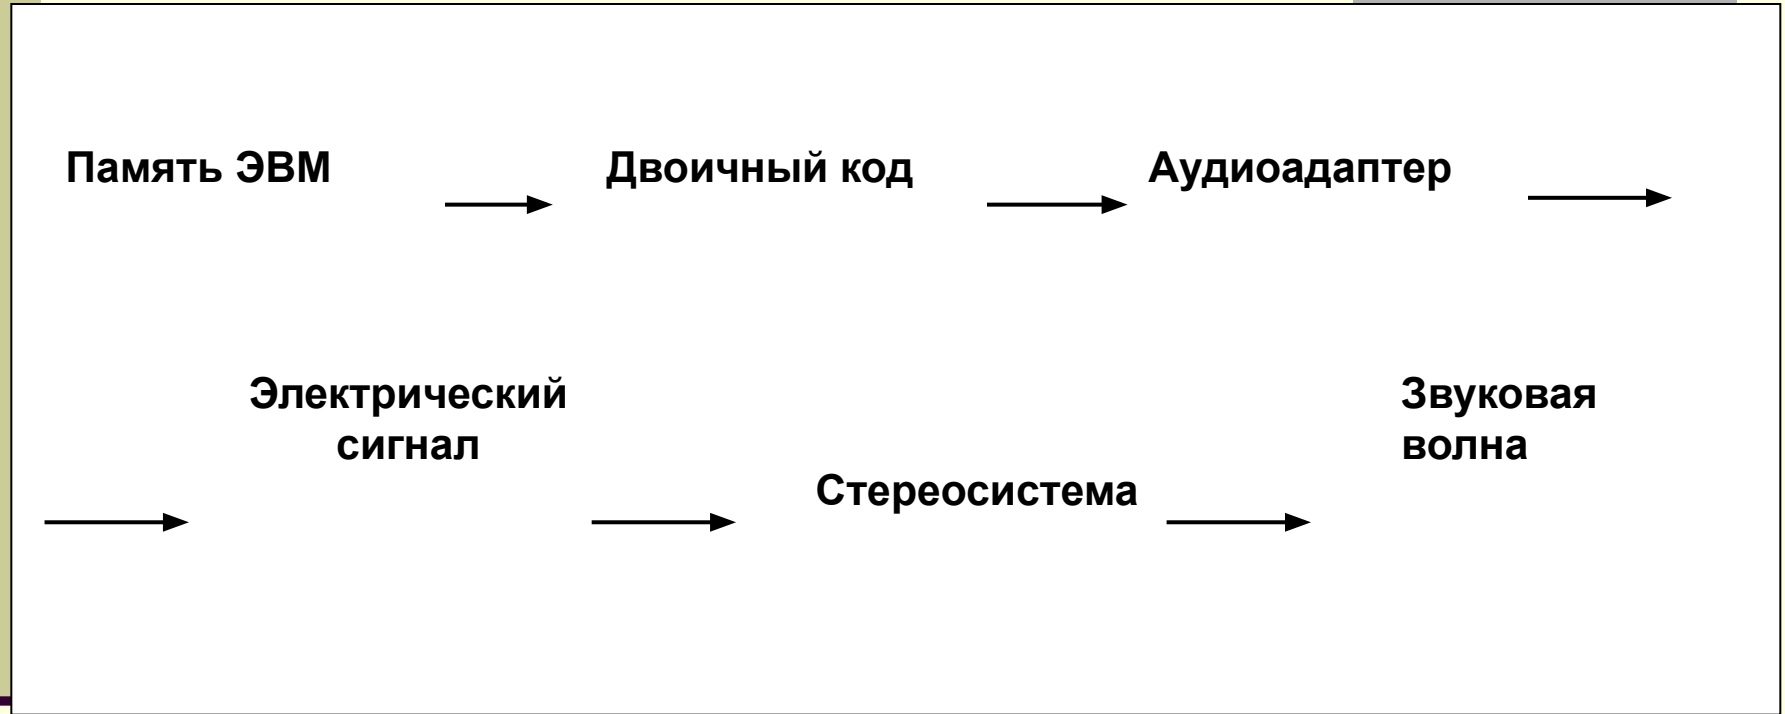 Память ЭВМ
Двоичный код
Аудиоадаптер
Электрический
сигнал
Стереосистема
Звуковая
волна